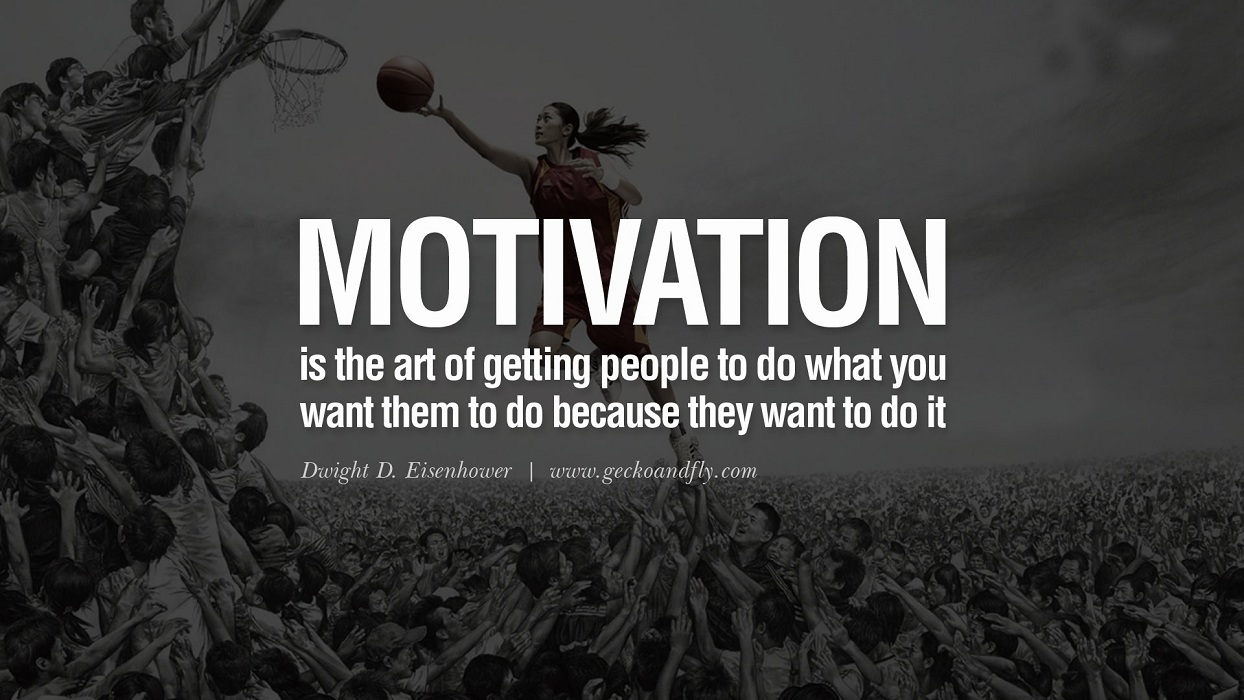 MOTIVATION
is the art of getting people to do what you
want them to do because they want to do it
Dwight D. Eisenhower | www.geckoandfly.com